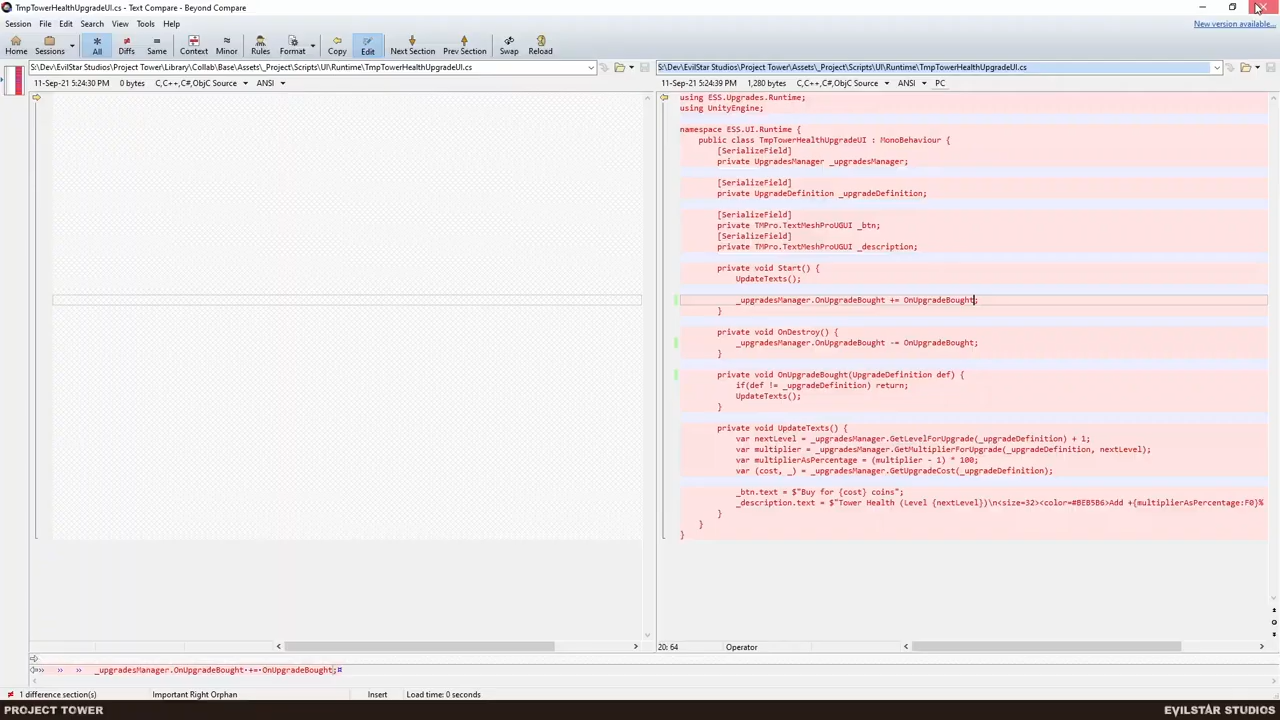 TmpTowerHealthUpgradeUI.cs - Text Compare - Beyond Compare
Session File Edit Search View Tools Help
New version available...
Home Sessions All Diffs Same Context Minor Rules Format Copy Edit Next Section Prev Section Swap Reload
S:\Dev\EvilStar Studios\Project Tower\Library\Collab\Base\Assets\_Project\Scripts\UI\Runtime\TmpTowerHealthUpgradeUI.cs
S:\Dev\EvilStar Studios\Project Tower\Assets\_Project\Scripts\UI\Runtime\TmpTowerHealthUpgradeUI.cs
11-Sep-21 5:24:30 PM 0 bytes C,C++,C#,ObjC Source ANSI
11-Sep-21 5:24:39 PM 1,280 bytes C,C++,C#,ObjC Source ANSI PC
using ESS.Upgrades.Runtime;
using UnityEngine;
namespace ESS.UI.Runtime {
public class TmpTowerHealthUpgradeUI : MonoBehaviour {
[SerializeField]
private UpgradesManager _upgradesManager;
[SerializeField]
private UpgradeDefinition _upgradeDefinition;
[SerializeField]
private TMPro.TextMeshProUGUI _btn;
[SerializeField]
private TMPro.TextMeshProUGUI _description;
private void Start() {
UpdateTexts();
_upgradesManager.OnUpgradeBought += OnUpgradeBought;
}
private void OnDestroy() {
_upgradesManager.OnUpgradeBought -= OnUpgradeBought;
}
private void OnUpgradeBought(UpgradeDefinition def) {
if(def != _upgradeDefinition) return;
UpdateTexts();
}
private void UpdateTexts() {
var nextLevel = _upgradesManager.GetLevelForUpgrade(_upgradeDefinition) + 1;
var multiplier = _upgradesManager.GetMultiplierForUpgrade(_upgradeDefinition, nextLevel);
var multiplierAsPercentage = (multiplier - 1) * 100;
var (cost, _) = _upgradesManager.GetUpgradeCost(_upgradeDefinition);
_btn.text = $"Buy for {cost} coins";
_description.text = $"Tower Health (Level {nextLevel})\n<size=32><color=#BEB5B6>Add +{multiplierAsPercentage:F0}%
}
}
}
20: 64 Operator
» » » _upgradesManager.OnUpgradeBought·+=·OnUpgradeBought;¤
1 difference section(s) Important Right Orphan Insert Load time: 0 seconds
PROJECT TOWER
EVILSTAR STUDIOS